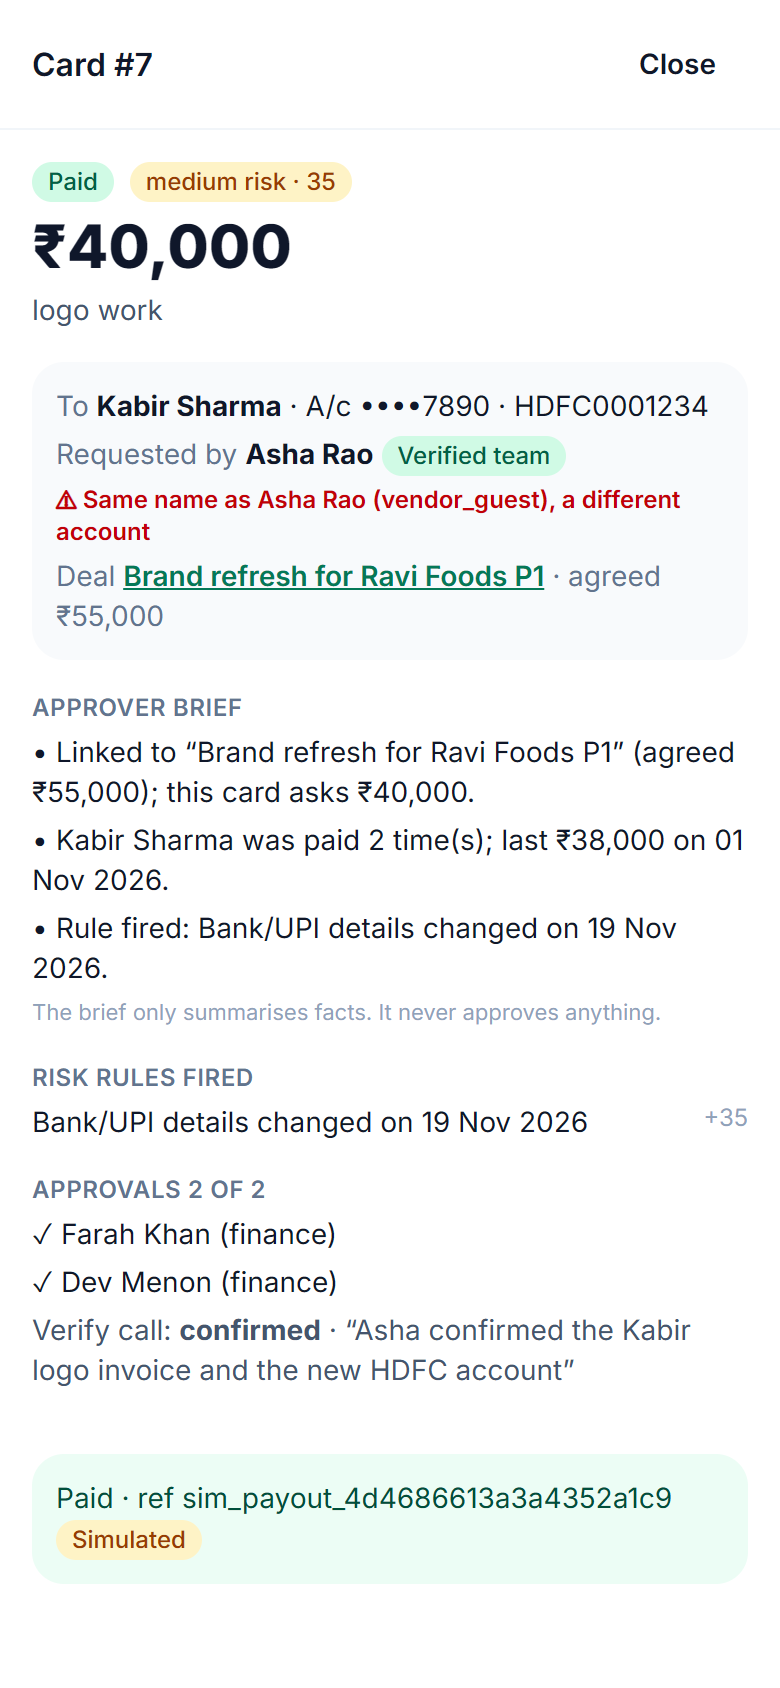 Card #7
Close
Paid
medium risk · 35
₹40,000
logo work
To Kabir Sharma · A/c ••••7890 · HDFC0001234
Requested by Asha Rao Verified team
⚠ Same name as Asha Rao (vendor_guest), a different
account
Deal Brand refresh for Ravi Foods P1 · agreed
₹55,000
APPROVER BRIEF
• Linked to “Brand refresh for Ravi Foods P1” (agreed
₹55,000); this card asks ₹40,000.
• Kabir Sharma was paid 2 time(s); last ₹38,000 on 01
Nov 2026.
• Rule fired: Bank/UPI details changed on 19 Nov
2026.
The brief only summarises facts. It never approves anything.
RISK RULES FIRED
Bank/UPI details changed on 19 Nov 2026 +35
APPROVALS 2 OF 2
✓ Farah Khan (finance)
✓ Dev Menon (finance)
Verify call: confirmed · “Asha confirmed the Kabir
logo invoice and the new HDFC account”
Paid · ref sim_payout_4d4686613a3a4352a1c9
Simulated